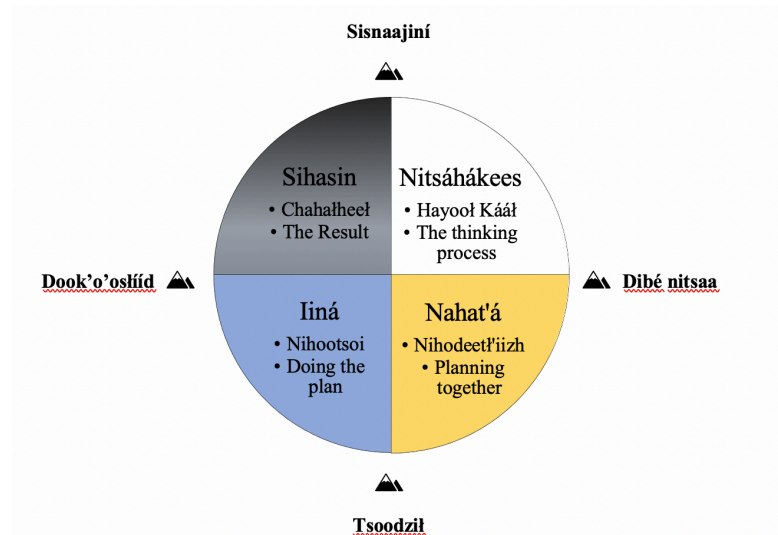 Sisnaajiní
Sihasin
• Chahałheeł
• The Result
Nitsáhákees
• Hayooł Kááł
• The thinking
process
Dook’o’osłííd
Dibé nitsaa
Iiná
• Nihootsoi
• Doing the
plan
Nahat'á
• Nihodeetł'iizh
• Planning
together
Tsoodził